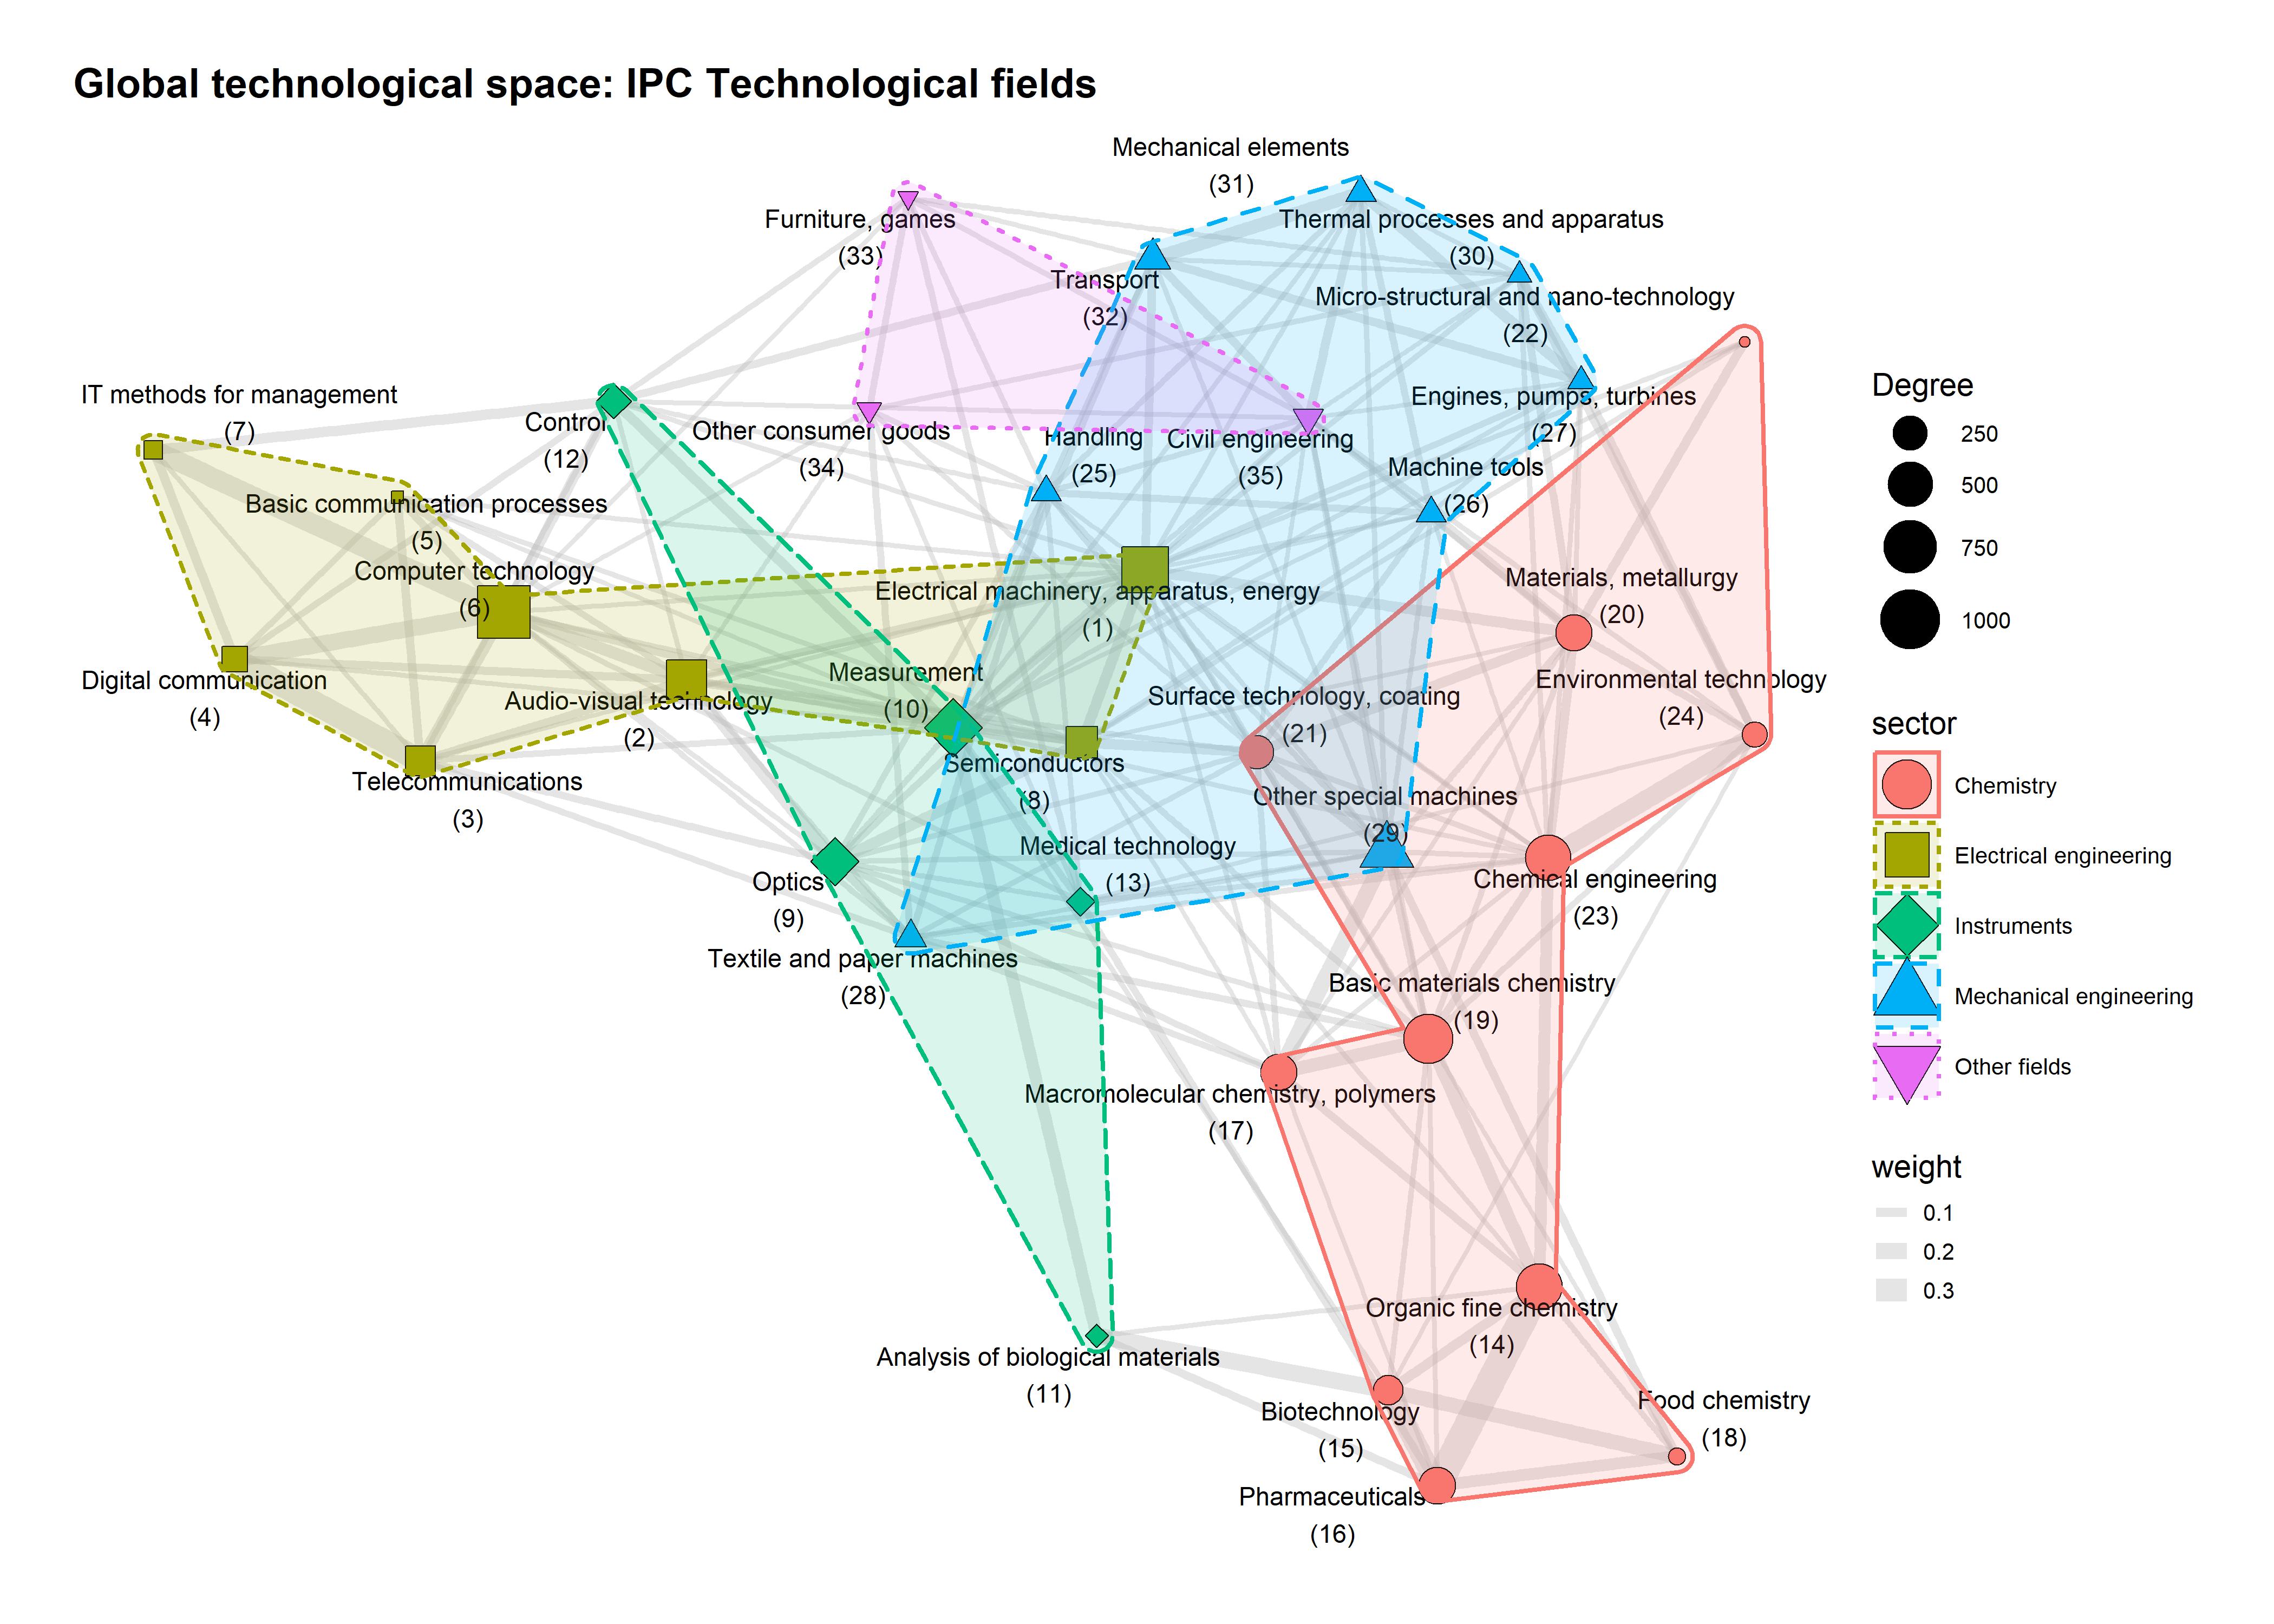 Global technological space: IPC Technological fields
Mechanical elements
(31)
Furniture, games
(33)
Thermal processes and apparatus
(30)
Transport
(32)
Micro-structural and nano-technology
(22)
IT methods for management
(7)
Control
(12)
Other consumer goods
(34)
Handling
(25)
Civil engineering
(35)
Engines, pumps, turbines
(27)
Machine tools
(26)
Basic communication processes
(5)
Computer technology
(6)
Electrical machinery, apparatus, energy
(1)
Materials, metallurgy
(20)
Digital communication
(4)
Audio-visual technology
(2)
Measurement
(10)
Surface technology, coating
(21)
Environmental technology
(24)
Telecommunications
(3)
Semiconductors
(8)
Other special machines
(29)
Optics
(9)
Medical technology
(13)
Chemical engineering
(23)
Textile and paper machines
(28)
Basic materials chemistry
(19)
Macromolecular chemistry, polymers
(17)
Organic fine chemistry
(14)
Analysis of biological materials
(11)
Biotechnology
(15)
Food chemistry
(18)
Pharmaceuticals
(16)
Degree
250
500
750
1000
sector
Chemistry
Electrical engineering
Instruments
Mechanical engineering
Other fields
weight
0.1
0.2
0.3